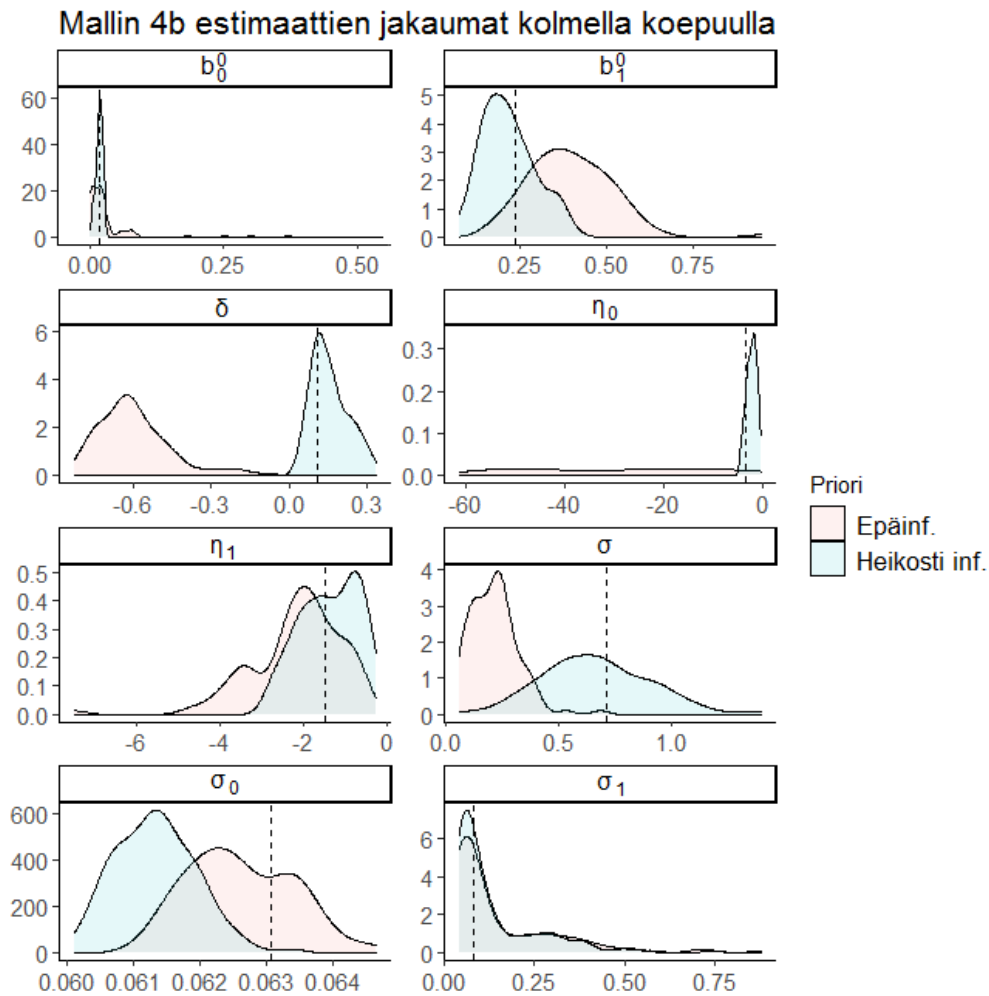 Mallin 4b estimaattien jakaumat kolmella koepuulla
b₀⁰ b₁⁰
60 40 20 0
0.00 0.25 0.50
5 4 3 2 1 0
0.25 0.50 0.75
δ η₀
6 4 2 0
-0.6 -0.3 0.0 0.3
0.3 0.2 0.1 0.0
-60 -40 -20 0
η₁ σ
0.5 0.4 0.3 0.2 0.1 0.0
-6 -4 -2 0
4 3 2 1 0
0.0 0.5 1.0
σ₀ σ₁
600 400 200 0
0.060 0.061 0.062 0.063 0.064
6 4 2 0
0.00 0.25 0.50 0.75
Priori
Epäinf.
Heikosti inf.